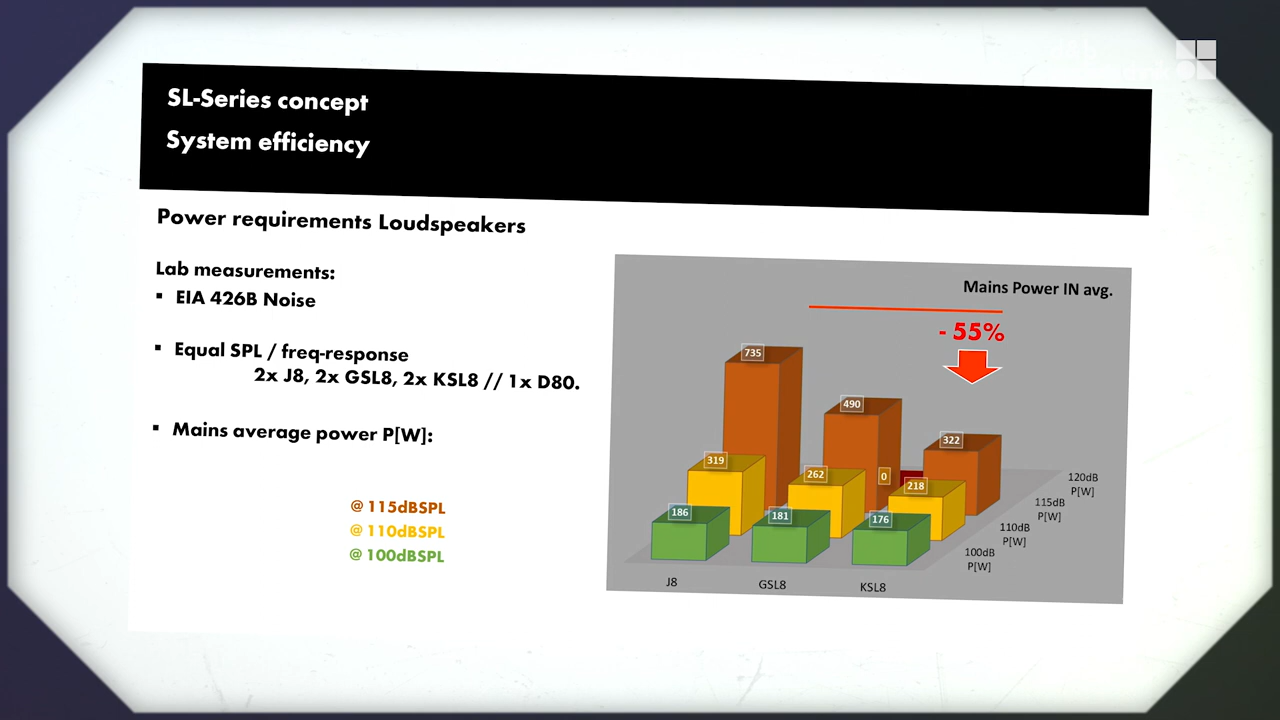 SL-Series concept
System efficiency
Power requirements Loudspeakers
Lab measurements:
▪ EIA 426B Noise
▪ Equal SPL / freq-response
2x J8, 2x GSL8, 2x KSL8 // 1x D80.
▪ Mains average power P[W]:
@ 115dBSPL
@ 110dBSPL
@ 100dBSPL
Mains Power IN avg.
- 55%
735
490
322
319
262
0
218
186
181
176
120dB
P[W]
115dB
P[W]
110dB
P[W]
100dB
P[W]
J8
GSL8
KSL8